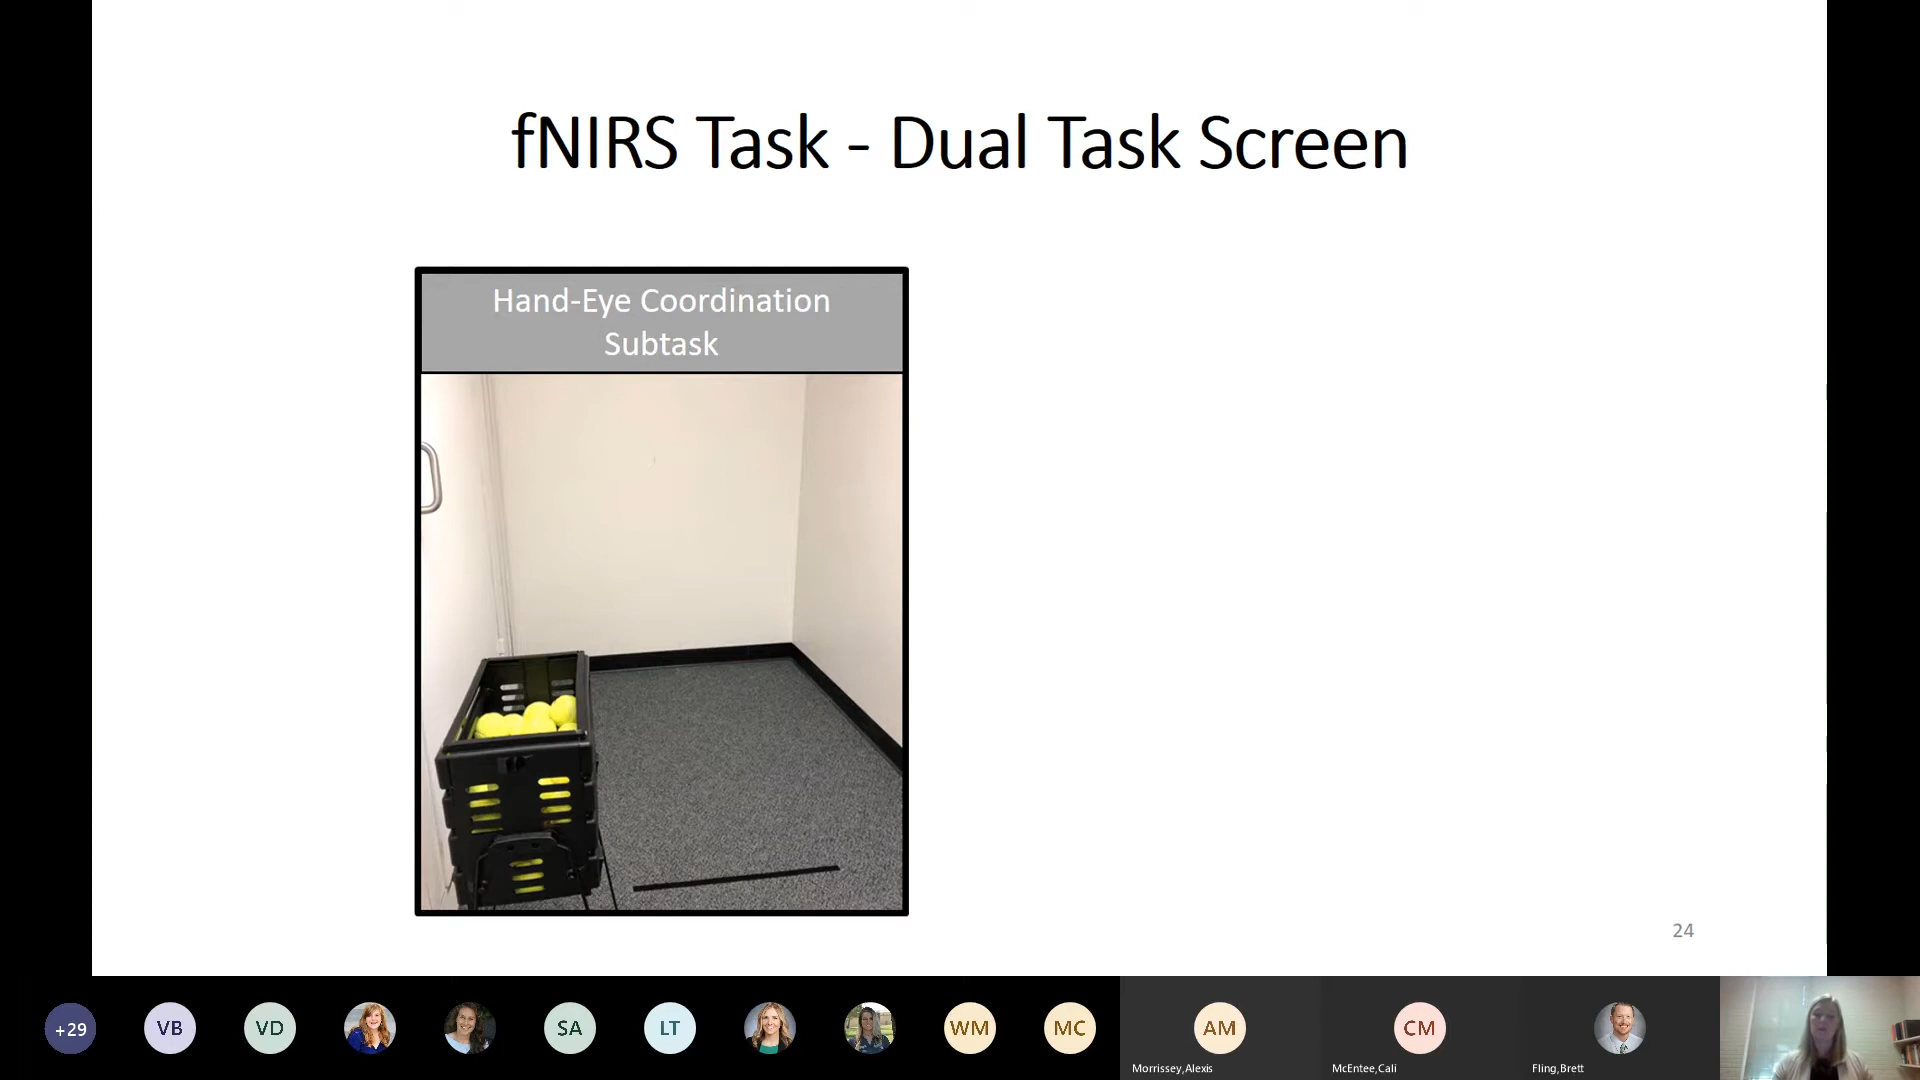 fNIRS Task - Dual Task Screen
Hand-Eye Coordination
Subtask
24
+29
VB
VD
SA
LT
WM
MC
AM
CM
Morrissey,Alexis
McEntee,Cali
Fling,Brett